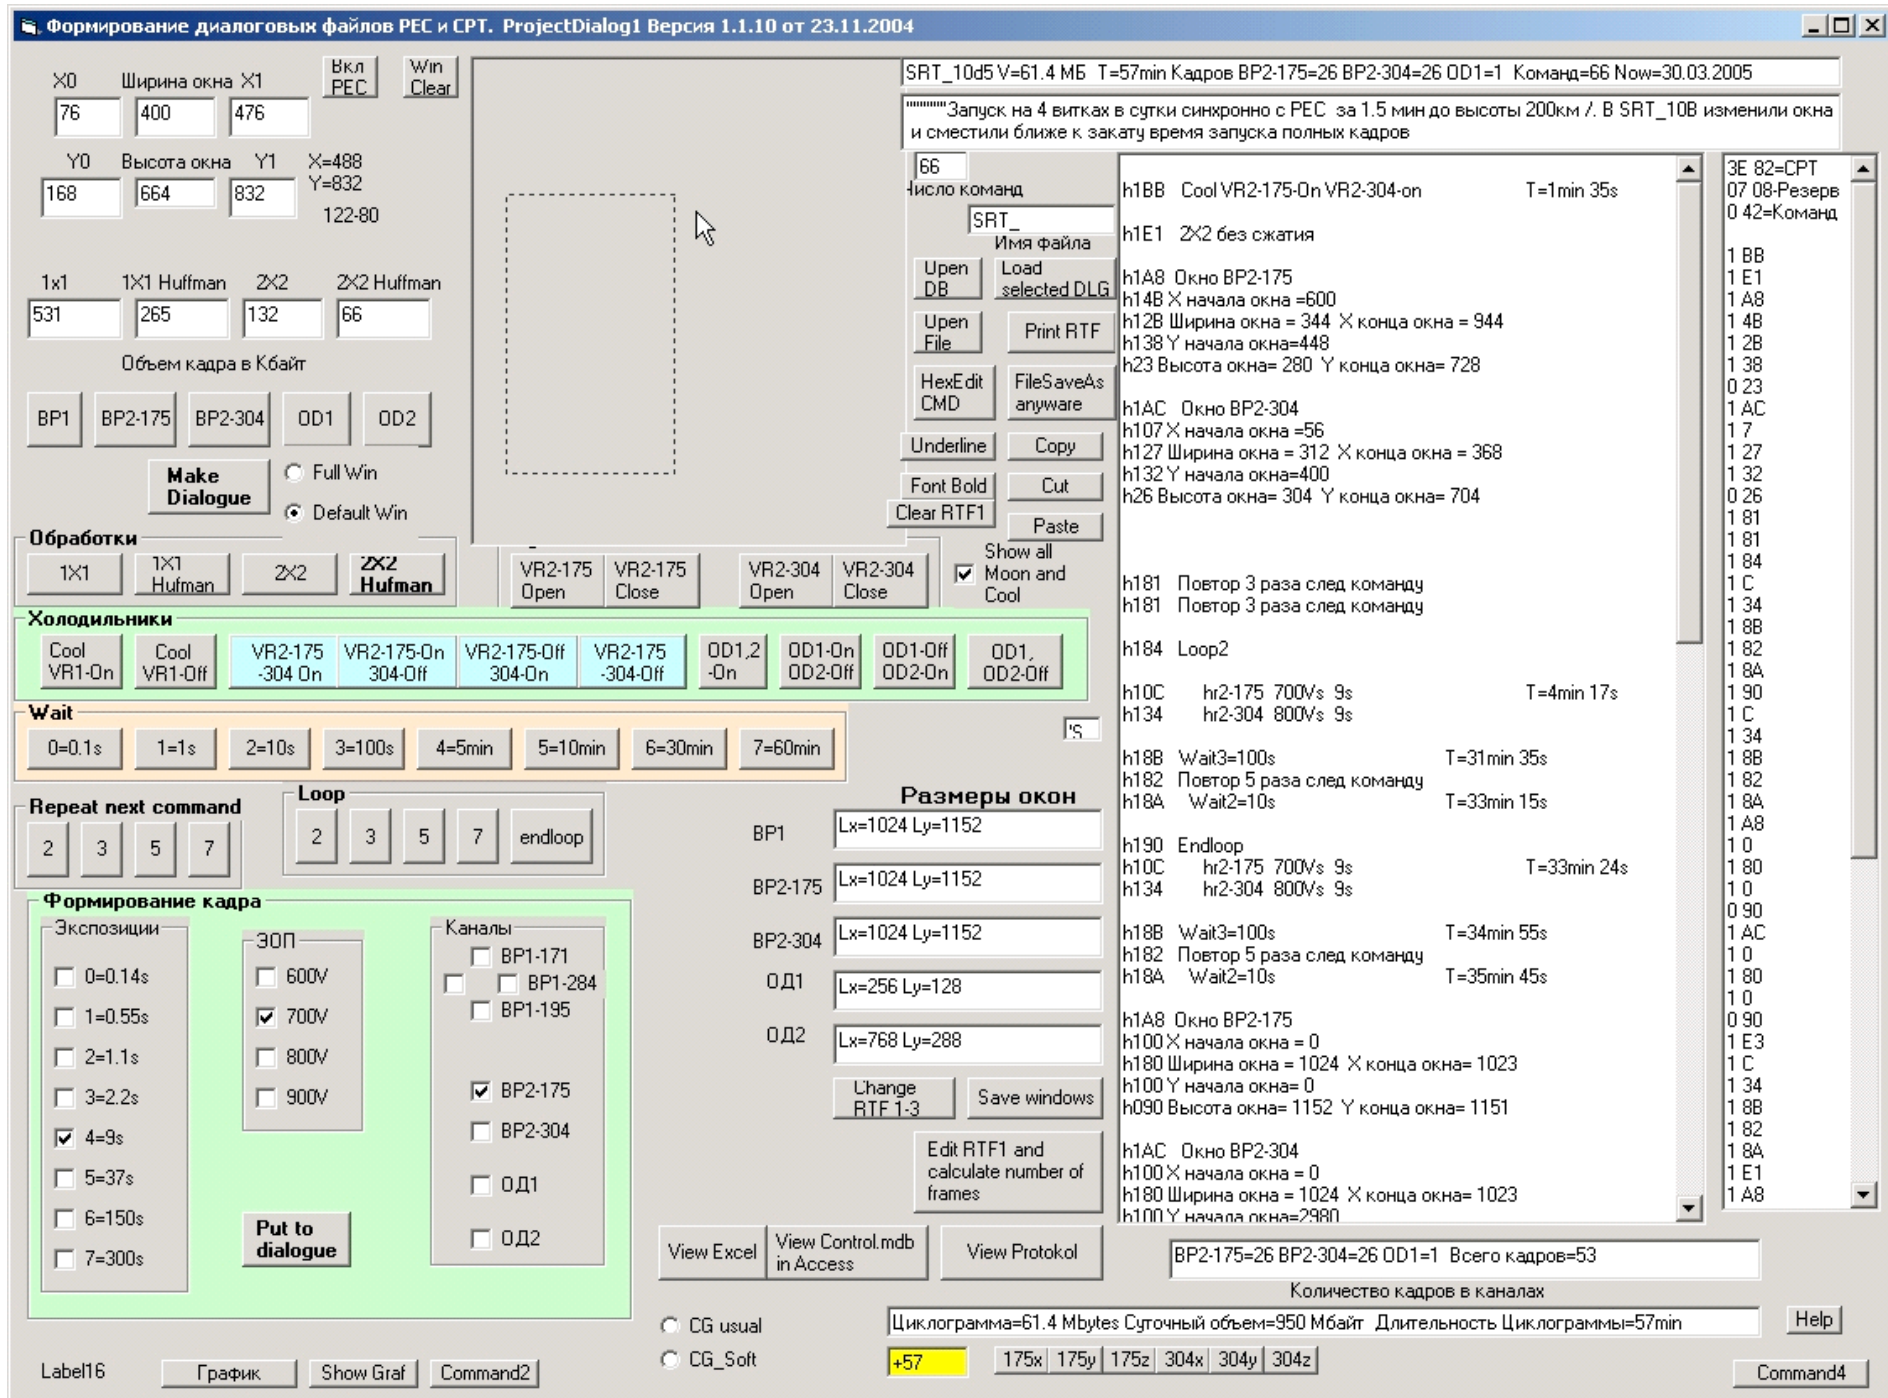 Формирование диалоговых файлов РЕС и СРТ. ProjectDialog1 Версия 1.1.10 от 23.11.2004
X0 Ширина окна X1
76 400 476
Вкл РЕС
Win Clear
Y0 Высота окна Y1
168 664 832
X=488
Y=832
122-80
1x1 1X1 Huffman 2X2 2X2 Huffman
531 265 132 66
Объем кадра в Кбайт
BP1 BP2-175 BP2-304 OD1 OD2
Make Dialogue
Full Win
Default Win
Обработки
1X1
1X1 Hufman
2X2
2X2 Hufman
VR2-175 Open
VR2-175 Close
VR2-304 Open
VR2-304 Close
Show all Moon and Cool
Холодильники
Cool VR1-On
Cool VR1-Off
VR2-175 -304 On
VR2-175-On 304-Off
VR2-175-Off 304-On
VR2-175 -304-Off
OD1,2 -On
OD1-On OD2-Off
OD1-Off OD2-On
OD1, OD2-Off
Wait
0=0.1s 1=1s 2=10s 3=100s 4=5min 5=10min 6=30min 7=60min
'S
Repeat next command
2 3 5 7
Loop
2 3 5 7 endloop
Формирование кадра
Экспозиции
0=0.14s
1=0.55s
2=1.1s
3=2.2s
4=9s
5=37s
6=150s
7=300s
ЭОП
600V
700V
800V
900V
Put to dialogue
Каналы
BP1-171
BP1-284
BP1-195
BP2-175
BP2-304
ОД1
ОД2
Размеры окон
BP1 Lx=1024 Ly=1152
BP2-175 Lx=1024 Ly=1152
BP2-304 Lx=1024 Ly=1152
ОД1 Lx=256 Ly=128
ОД2 Lx=768 Ly=288
Change RTF 1-3
Save windows
Edit RTF1 and calculate number of frames
View Excel
View Control.mdb in Access
View Protokol
CG usual
CG_Soft
Label16
График
Show Graf
Command2
SRT_10d5 V=61.4 МБ T=57min Кадров BP2-175=26 BP2-304=26 OD1=1 Команд=66 Now=30.03.2005
""""""Запуск на 4 витках в сутки синхронно с РЕС за 1.5 мин до высоты 200км /. В SRT_10B изменили окна
и сместили ближе к закату время запуска полных кадров
66
Число команд
SRT_
Имя файла
Open DB
Load selected DLG
Open File
Print RTF
HexEdit CMD
FileSaveAs anyware
Underline
Copy
Font Bold
Cut
Clear RTF1
Paste
h1BB Cool VR2-175-On VR2-304-on T=1min 35s
h1E1 2X2 без сжатия
h1A8 Окно BP2-175
h14B X начала окна =600
h12B Ширина окна = 344 X конца окна = 944
h138 Y начала окна=448
h23 Высота окна= 280 Y конца окна= 728
h1AC Окно BP2-304
h107 X начала окна =56
h127 Ширина окна = 312 X конца окна = 368
h132 Y начала окна=400
h26 Высота окна= 304 Y конца окна= 704
h181 Повтор 3 раза след команду
h181 Повтор 3 раза след команду
h184 Loop2
h10C hr2-175 700Vs 9s T=4min 17s
h134 hr2-304 800Vs 9s
h18B Wait3=100s T=31min 35s
h182 Повтор 5 раза след команду
h18A Wait2=10s T=33min 15s
h190 Endloop
h10C hr2-175 700Vs 9s T=33min 24s
h134 hr2-304 800Vs 9s
h18B Wait3=100s T=34min 55s
h182 Повтор 5 раза след команду
h18A Wait2=10s T=35min 45s
h1A8 Окно BP2-175
h100 X начала окна = 0
h180 Ширина окна = 1024 X конца окна= 1023
h100 Y начала окна= 0
h090 Высота окна= 1152 Y конца окна= 1151
h1AC Окно BP2-304
h100 X начала окна = 0
h180 Ширина окна = 1024 X конца окна= 1023
h100 Y начала окна=2980
3E 82=СРТ
07 08-Резерв
0 42=Команд
1 BB
1 E1
1 A8
1 4B
1 2B
1 38
0 23
1 AC
1 7
1 27
1 32
0 26
1 81
1 81
1 84
1 C
1 34
1 8B
1 82
1 8A
1 90
1 C
1 34
1 8B
1 82
1 8A
1 A8
1 0
1 80
1 0
0 90
1 AC
1 0
1 80
1 0
0 90
1 E3
1 C
1 34
1 8B
1 82
1 8A
1 E1
1 A8
BP2-175=26 BP2-304=26 OD1=1 Всего кадров=53
Количество кадров в каналах
Циклограмма=61.4 Mbytes Суточный объем=950 Мбайт Длительность Циклограммы=57min
Help
+57
175x 175y 175z 304x 304y 304z
Command4